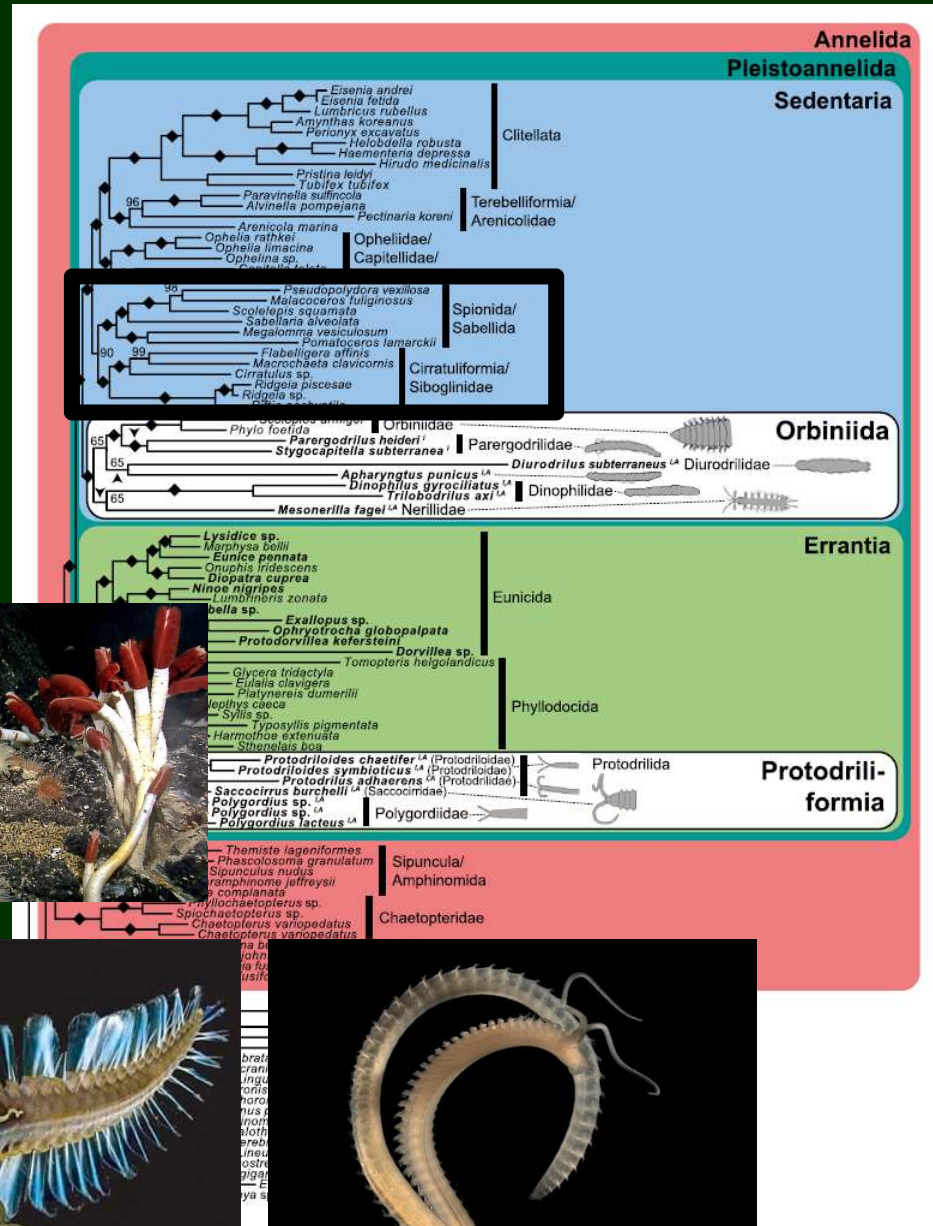 Annelida
Pleistoannelida
Sedentaria
Eisenia andrei
Eisenia fetida
Lumbricus rubellus
Amynthas koreanus
Perionyx excavatus
Helobdella robusta
Haementeria depressa
Hirudo medicinalis
Pristina leidyi
Tubifex tubifex
Clitellata
96
Paravinella sulfincola
Alvinella pompejana
Pectinaria koreni
Arenicola marina
Terebelliformia/
Arenicolidae
Ophelia rathkei
Ophelia limacina
Ophelina sp.
Opheliidae/
Capitellidae/
98
Pseudopolydora vexillosa
Malacoceros fuliginosus
Scolelepis squamata
Sabellaria alveolata
Megalomma vesiculosum
Pomatoceros lamarckii
Spionida/
Sabellida
90
99
Flabelligera affinis
Macrochaeta clavicornis
Cirratulus sp.
Ridgeia piscesae
Ridgeia sp.
Cirratuliformia/
Siboglinidae
Orbiniida
Phylo foetida
Orbiniidae
65
Parergodrilus heideri i
Stygocapitella subterranea i
Parergodrilidae
65
Diurodrilus subterraneus i,A Diurodrilidae
Apharyngtus punicus i,A
Dinophilus gyrociliatus i,A
Trilobodrilus axi i,A
Dinophilidae
65
Mesonerilla fagei i,A Nerillidae
Errantia
Lysidice sp.
Marphysa bellii
Eunice pennata
Onuphis iridescens
Diopatra cuprea
Ninoe nigripes
Lumbrineris zonata
bella sp.
Exallopus sp.
Ophryotrocha globopalpata
Protodorvillea kefersteini
Dorvillea sp.
Eunicida
Tomopteris helgolandicus
Glycera tridactyla
Eulalia clavigera
Platynereis dumerilii
lepthys caeca
Syllis sp.
Typosyllis pigmentata
Harmothoe extenuata
Sthenelais boa
Phyllodocida
Protodriloides chaetifer i,A (Protodriloidae)
Protodriloides symbioticus i,A (Protodriloidae)
Protodrilus adhaerens i,A (Protodrilidae)
Saccocirrus burchelli i,A (Saccocirridae)
Protodrilida
Polygordius sp. i,A
Polygordius sp. i,A
Polygordius lacteus i,A
Polygordiidae
Protodrili-
formia
Themiste lageniformes
Phascolosoma granulatum
Sipunculus nudus
aramphinome jeffreysii
e complanata
Sipuncula/
Amphinomida
Phyllochaetopterus sp.
Spiochaetopterus sp.
Chaetopterus variopedatus
Chaetopterus variopedatus
Chaetopteridae